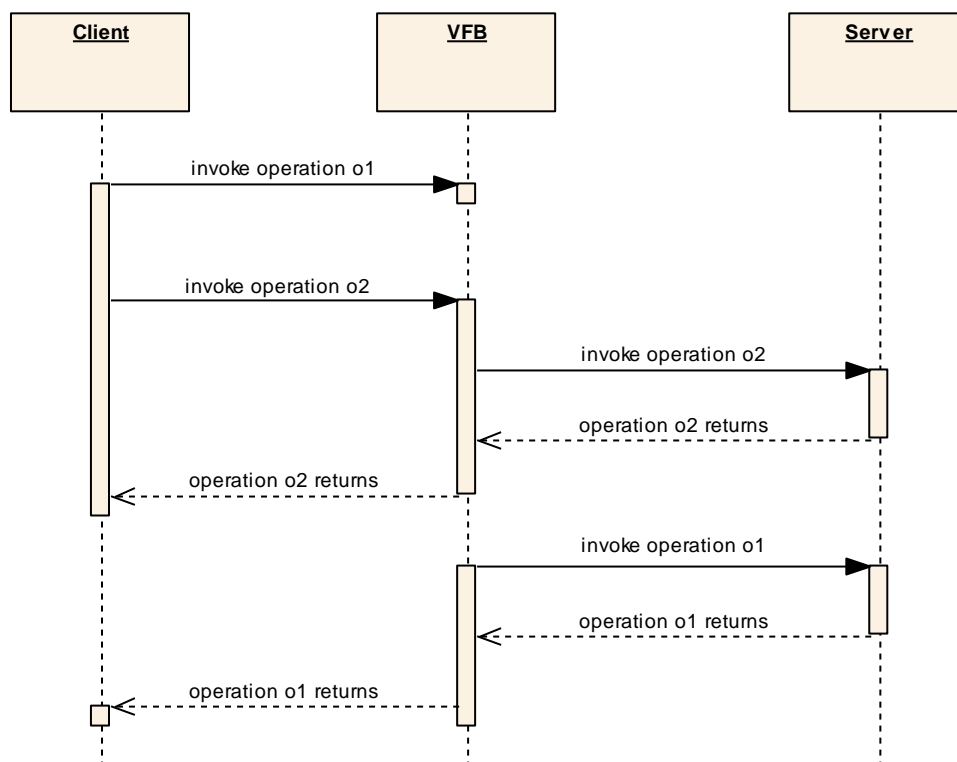 Client
VFB
Server
invoke operation o1
invoke operation o2
invoke operation o2
operation o2 returns
operation o2 returns
invoke operation o1
operation o1 returns
operation o1 returns